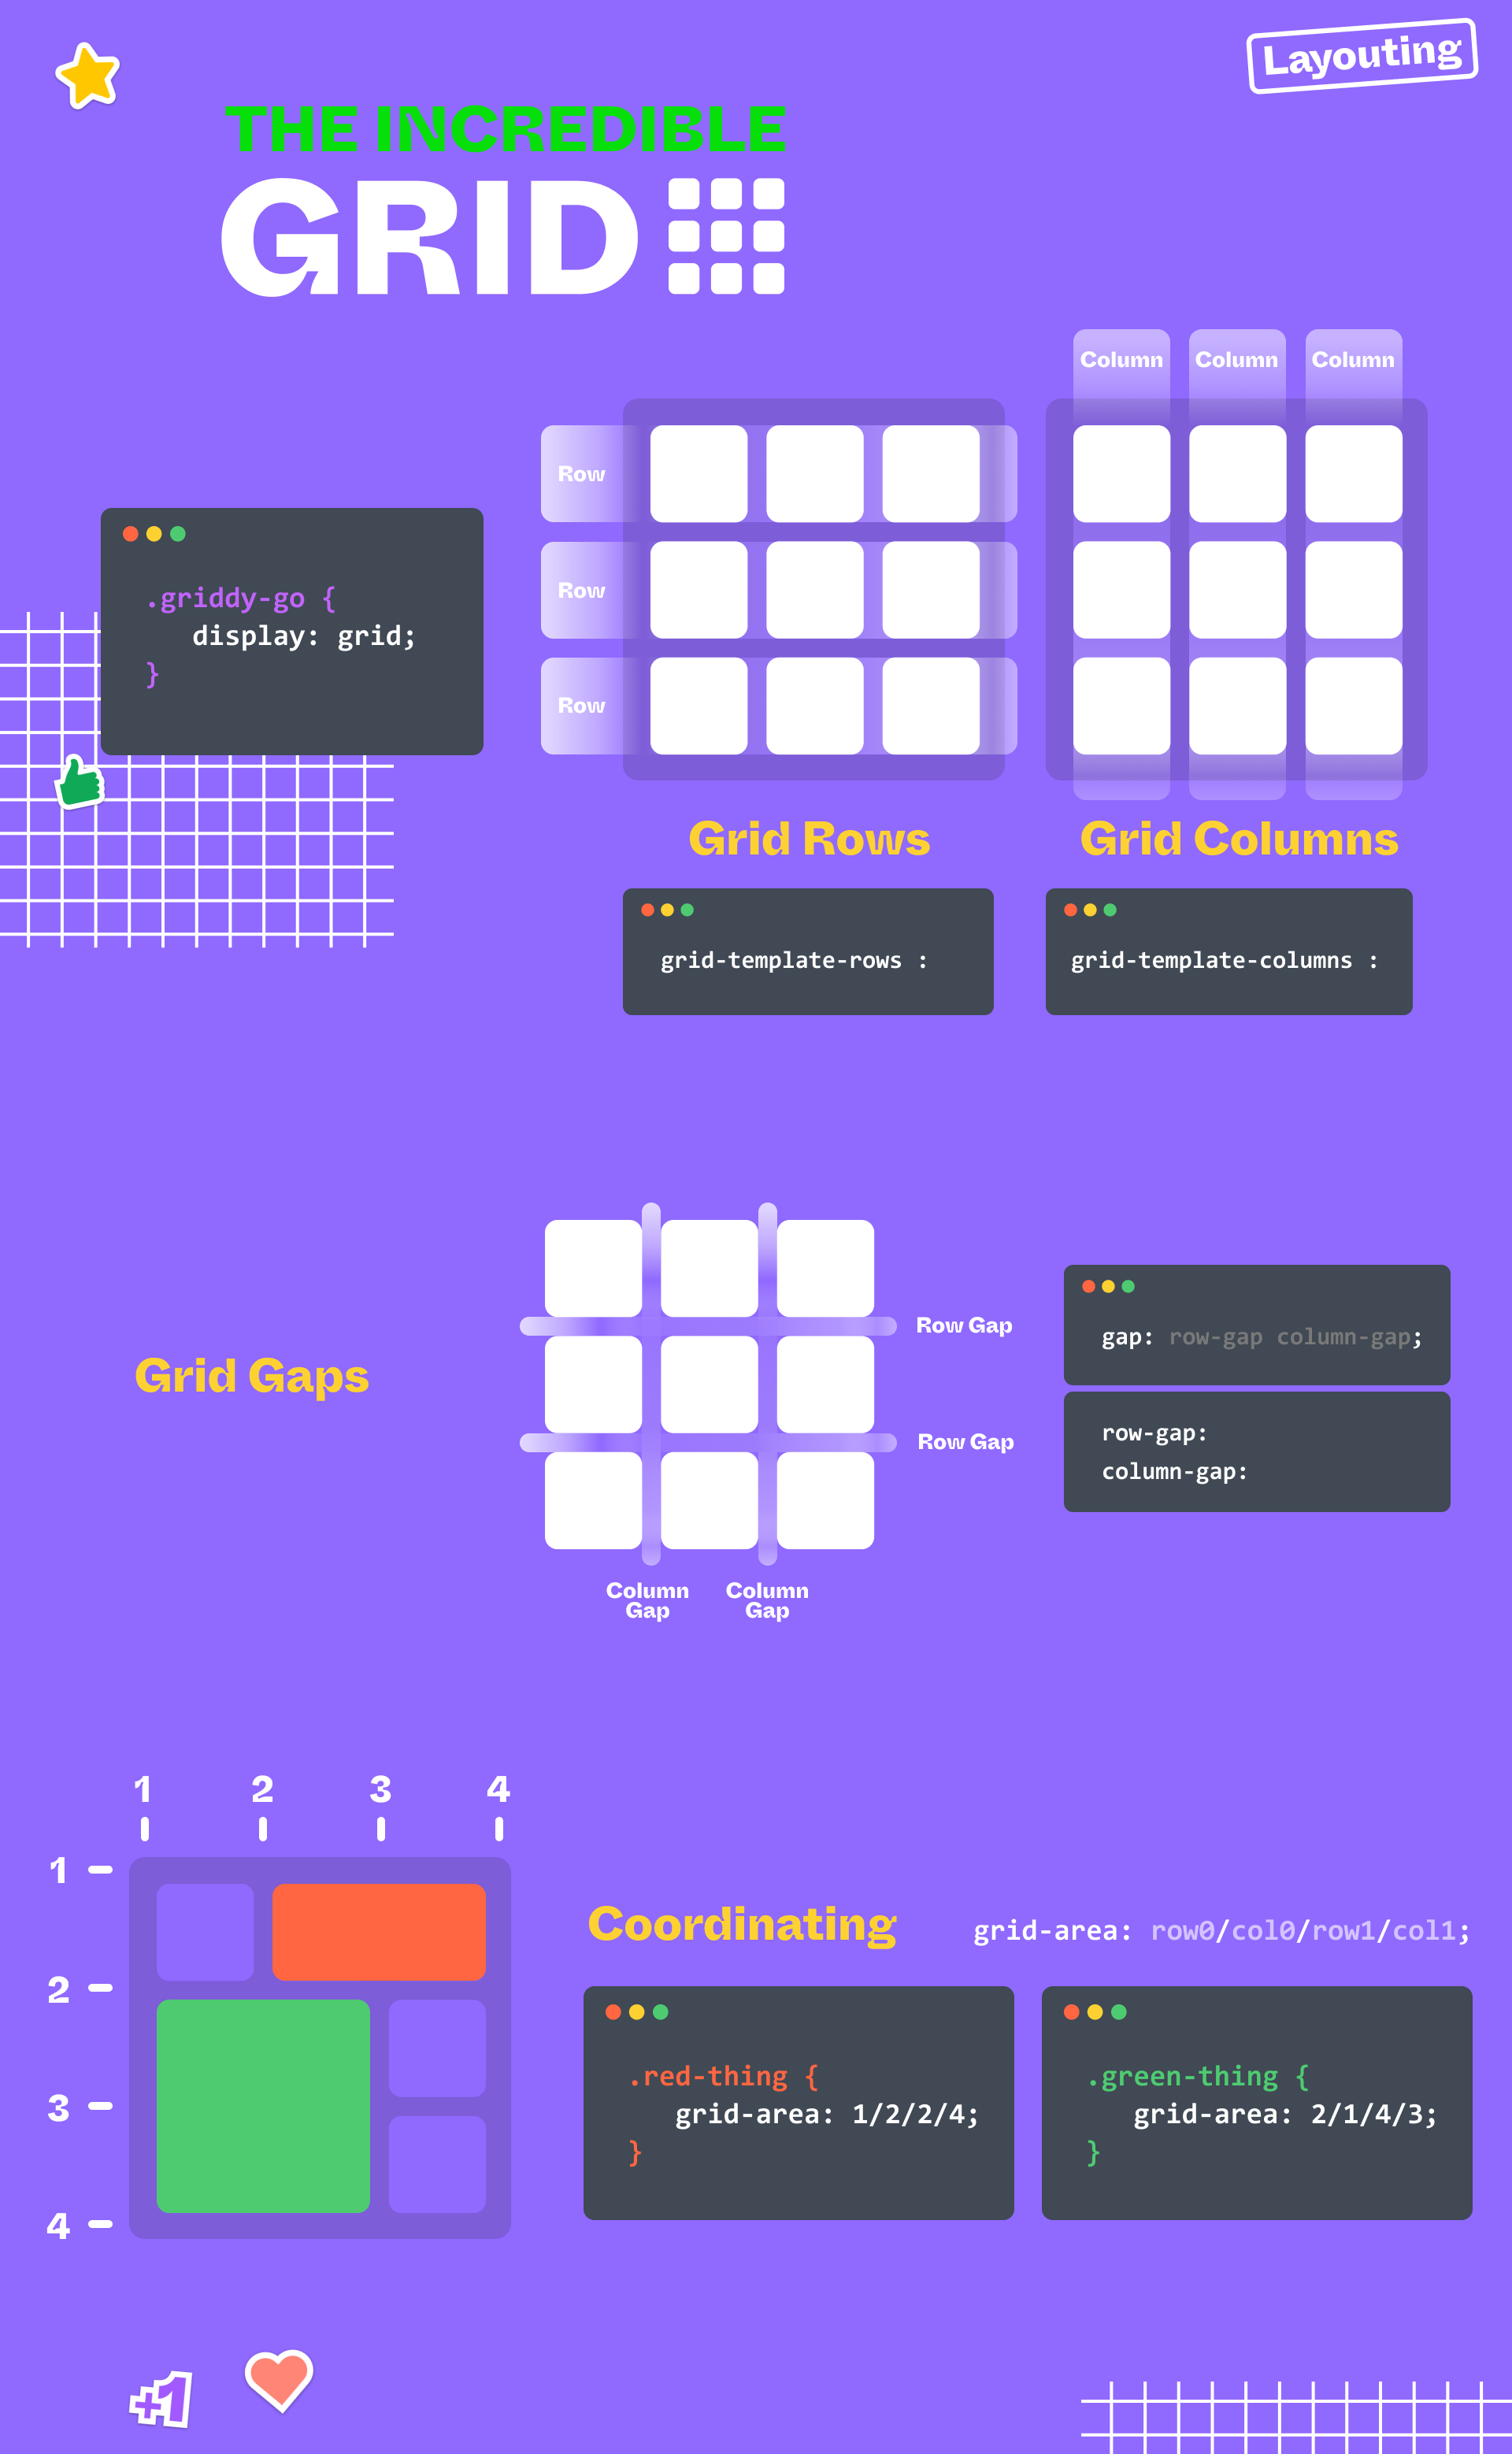 Layouting
THE INCREDIBLE
GRID
Column Column Column
Row
Row
Row
.griddy-go {
display: grid;
}
Grid Rows
Grid Columns
grid-template-rows :
grid-template-columns :
Grid Gaps
Row Gap
Row Gap
Column
Gap
Column
Gap
gap: row-gap column-gap;
row-gap:
column-gap:
1 2 3 4
1
2
3
4
Coordinating
grid-area: row0/col0/row1/col1;
.red-thing {
grid-area: 1/2/2/4;
}
.green-thing {
grid-area: 2/1/4/3;
}
+1